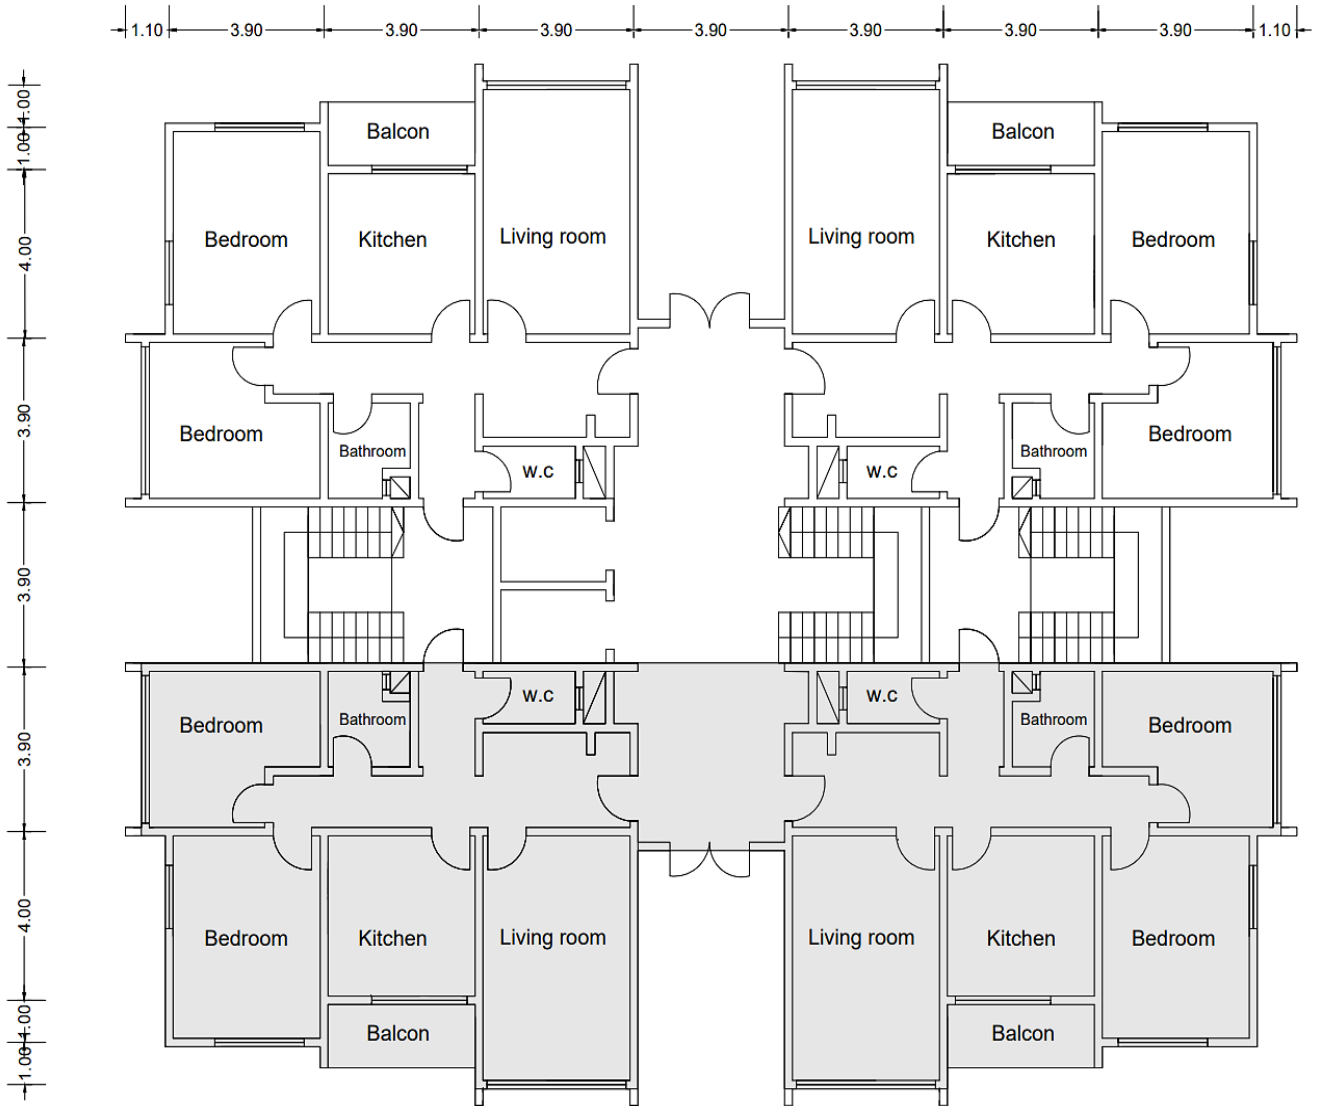 1.10 3.90 3.90 3.90 3.90 3.90 3.90 3.90 1.10
1.00
Balcon Balcon
1.00
Bedroom Kitchen Living room Living room Kitchen Bedroom
4.00
3.90
Bedroom Bathroom W.C W.C Bathroom Bedroom
3.90
Bedroom Bathroom W.C W.C Bathroom Bedroom
3.90
4.00
Bedroom Kitchen Living room Living room Kitchen Bedroom
1.00
Balcon Balcon
1.00